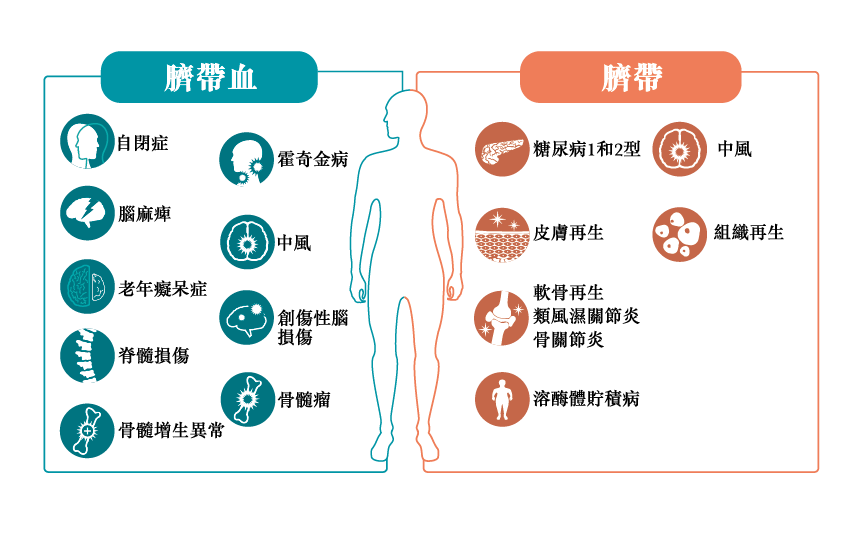 臍帶血
自閉症
腦麻痺
老年癡呆症
脊髓損傷
骨髓增生異常
霍奇金病
中風
創傷性腦
損傷
骨髓瘤
臍帶
糖尿病1和2型
皮膚再生
軟骨再生
類風濕關節炎
骨關節炎
溶酶體貯積病
中風
組織再生